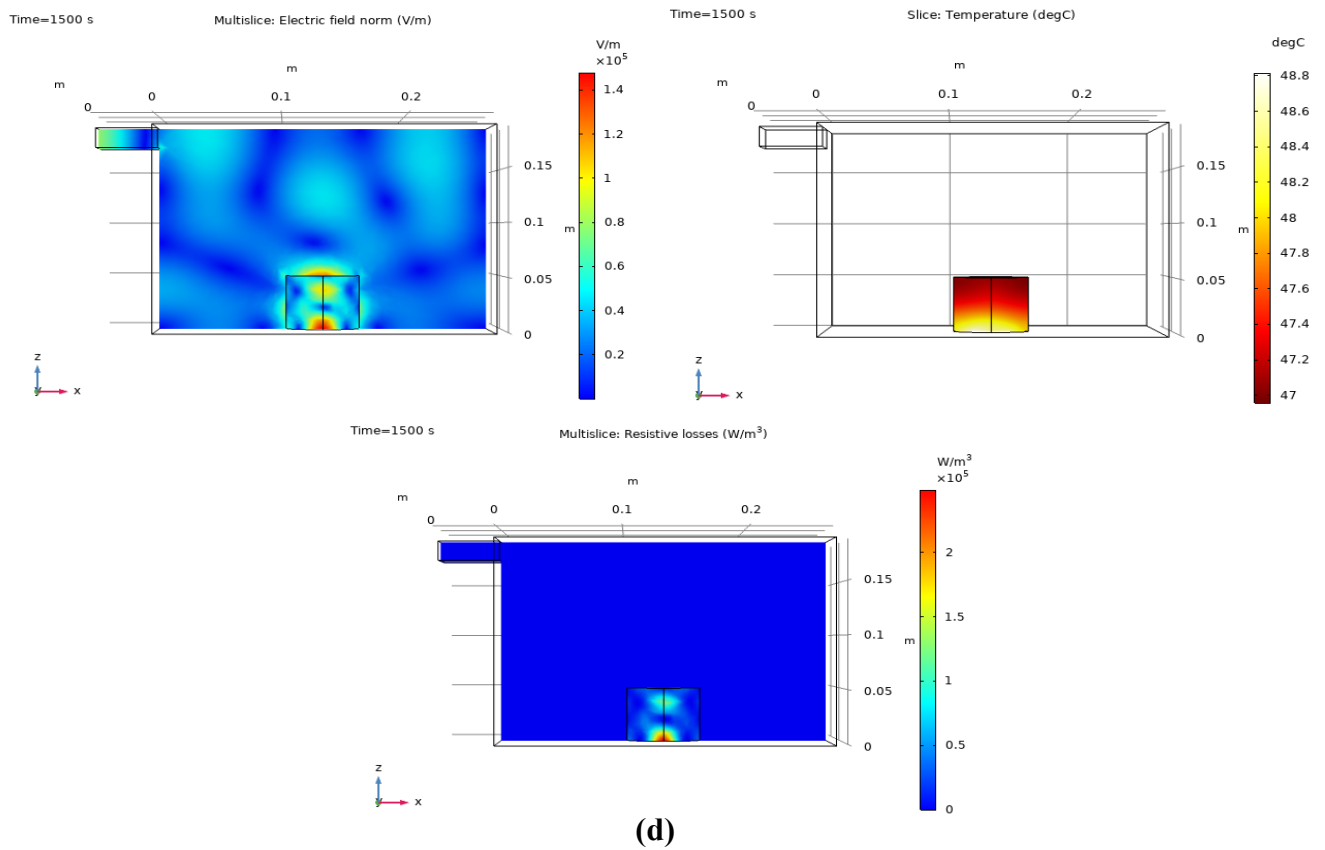 Time=1500 s
Multislice: Electric field norm (V/m)
V/m
×10⁵
m
m
0
0
0.1
0.2
1.4
1.2
1
0.8
0.6
0.4
0.2
0.15
0.1
m
0.05
0
z
y
x
Time=1500 s
Slice: Temperature (degC)
degC
m
m
0
0
0.1
0.2
48.8
48.6
48.4
48.2
48
47.8
47.6
47.4
47.2
47
0.15
0.1
m
0.05
0
z
y
x
Time=1500 s
Multislice: Resistive losses (W/m³)
W/m³
×10⁵
m
m
0
0
0.1
0.2
2
1.5
1
0.5
0
0.15
0.1
m
0.05
0
z
y
x
(d)